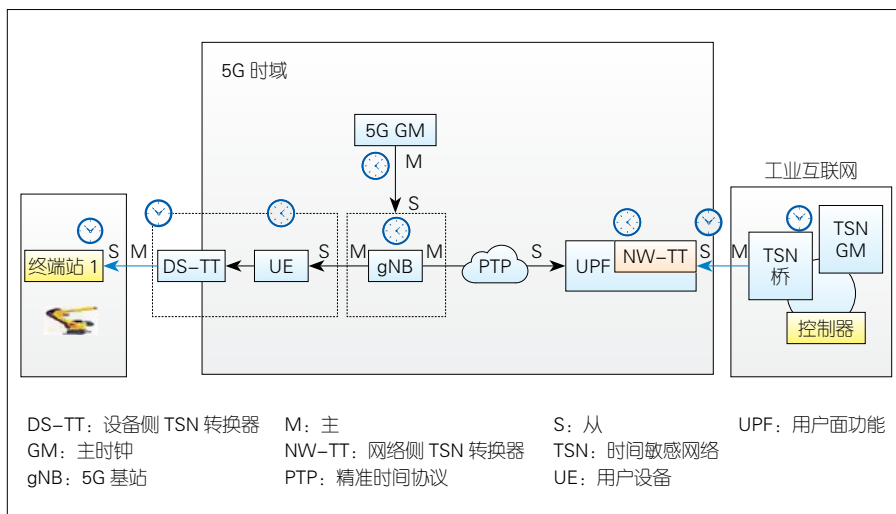 5G 时域
5G GM
M
S
工业互联网
终端站 1
S
M
DS-TT
UE
S
M
gNB
M
PTP
S
UPF
NW-TT
S
M
TSN
桥
TSN
GM
控制器
DS-TT：设备侧 TSN 转换器
M：主
S：从
UPF：用户面功能
GM：主时钟
NW-TT：网络侧 TSN 转换器
TSN：时间敏感网络
gNB：5G 基站
PTP：精准时间协议
UE：用户设备